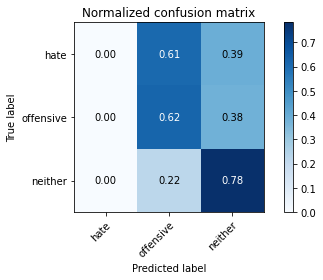 Normalized confusion matrix
True label
hate
offensive
neither
0.00 0.61 0.39
0.00 0.62 0.38
0.00 0.22 0.78
hate
offensive
neither
Predicted label
0.7
0.6
0.5
0.4
0.3
0.2
0.1
0.0